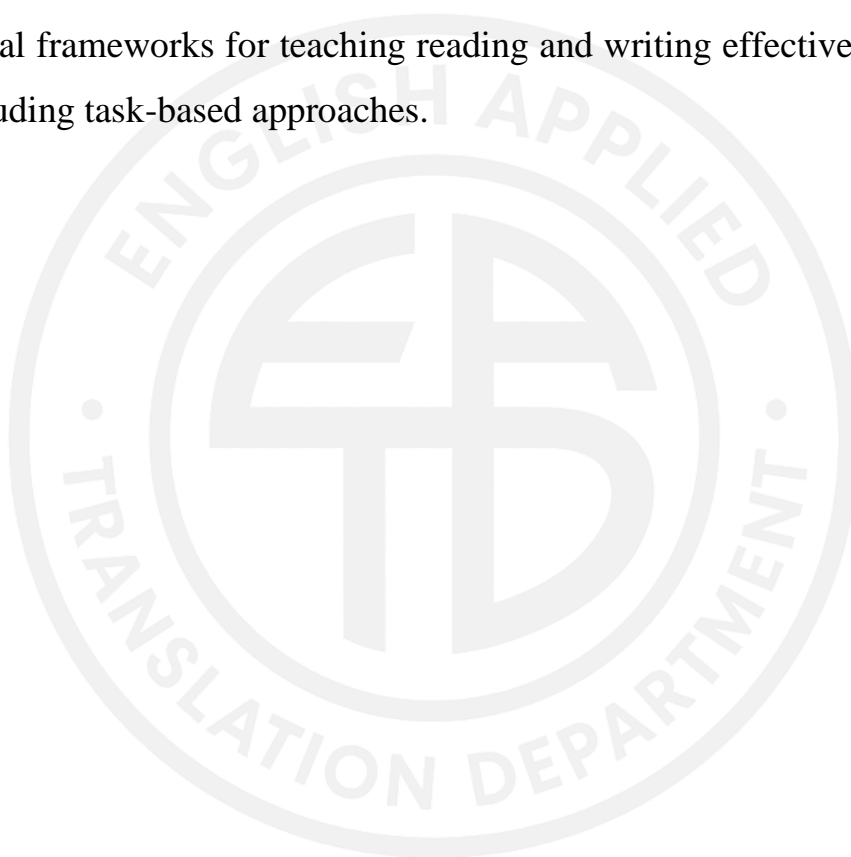 al frameworks for teaching reading and writing effective
uding task-based approaches.
ENGLISH APPLIED
TRANSLATION DEPARTMENT